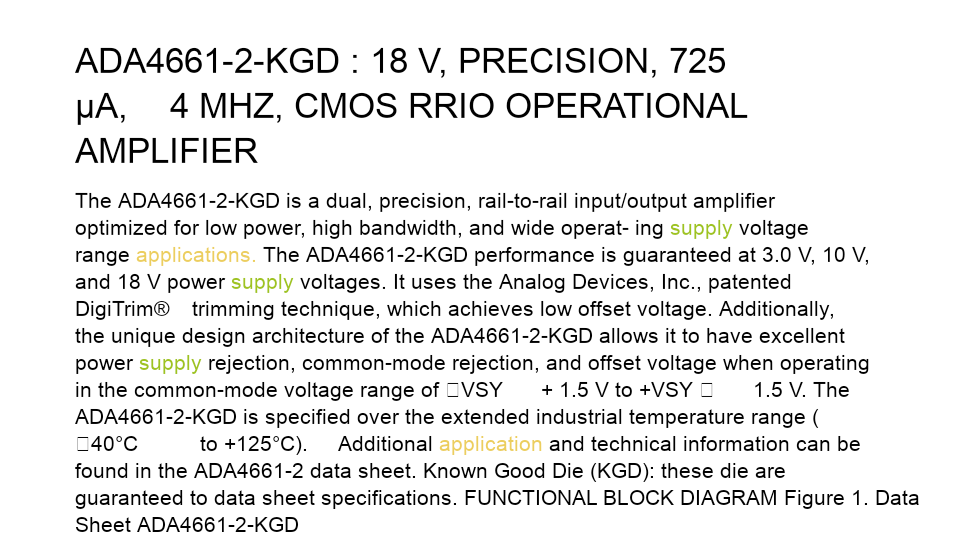 ADA4661-2-KGD : 18 V, PRECISION, 725
µA, 4 MHZ, CMOS RRIO OPERATIONAL
AMPLIFIER
The ADA4661-2-KGD is a dual, precision, rail-to-rail input/output amplifier
optimized for low power, high bandwidth, and wide operat- ing supply voltage
range applications. The ADA4661-2-KGD performance is guaranteed at 3.0 V, 10 V,
and 18 V power supply voltages. It uses the Analog Devices, Inc., patented
DigiTrim® trimming technique, which achieves low offset voltage. Additionally,
the unique design architecture of the ADA4661-2-KGD allows it to have excellent
power supply rejection, common-mode rejection, and offset voltage when operating
in the common-mode voltage range of □VSY + 1.5 V to +VSY □ 1.5 V. The
ADA4661-2-KGD is specified over the extended industrial temperature range (
□40°C to +125°C). Additional application and technical information can be
found in the ADA4661-2 data sheet. Known Good Die (KGD): these die are
guaranteed to data sheet specifications. FUNCTIONAL BLOCK DIAGRAM Figure 1. Data
Sheet ADA4661-2-KGD